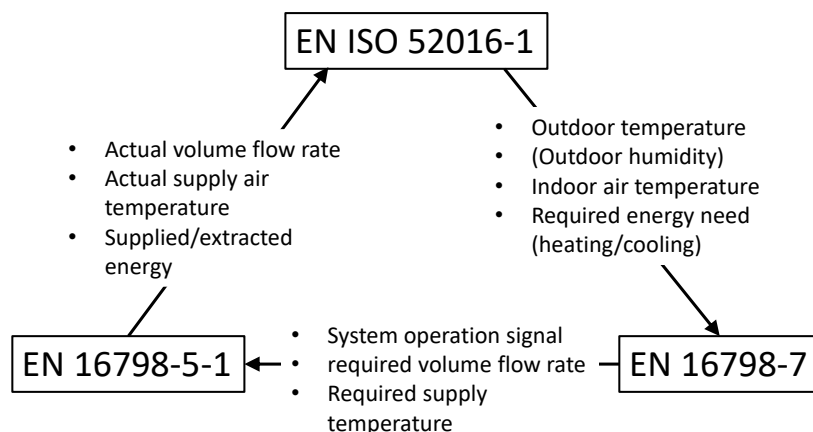 EN ISO 52016-1
• Actual volume flow rate
• Actual supply air
temperature
• Supplied/extracted
energy
• Outdoor temperature
• (Outdoor humidity)
• Indoor air temperature
• Required energy need
(heating/cooling)
EN 16798-5-1
• System operation signal
• required volume flow rate
• Required supply
temperature
EN 16798-7